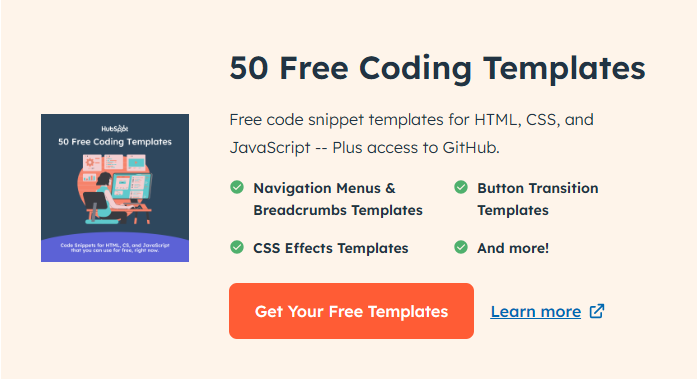 50 Free Coding Templates
HubSpot
50 Free Coding Templates
Code Snippets for HTML, CS, and JavaScript
that you can use for free, right now.
Free code snippet templates for HTML, CSS, and
JavaScript -- Plus access to GitHub.
Navigation Menus &
Breadcrumbs Templates
Button Transition
Templates
CSS Effects Templates
And more!
Get Your Free Templates
Learn more